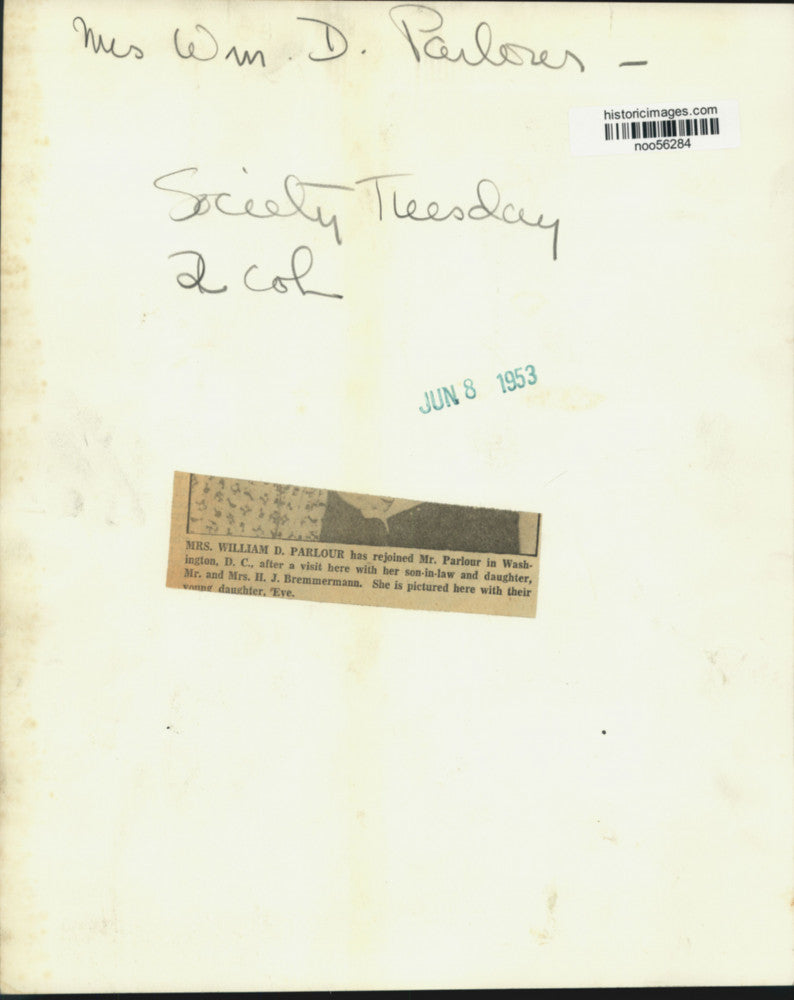 Mrs Wm. D. Parlour –
historicimages.com
noo56284
Society Tuesday
2 col
JUN 8 1953
MRS. WILLIAM D. PARLOUR has rejoined Mr. Parlour in Wash-
ington, D. C., after a visit here with her son-in-law and daughter,
Mr. and Mrs. H. J. Bremmermann. She is pictured here with their
young daughter, 'Eve.